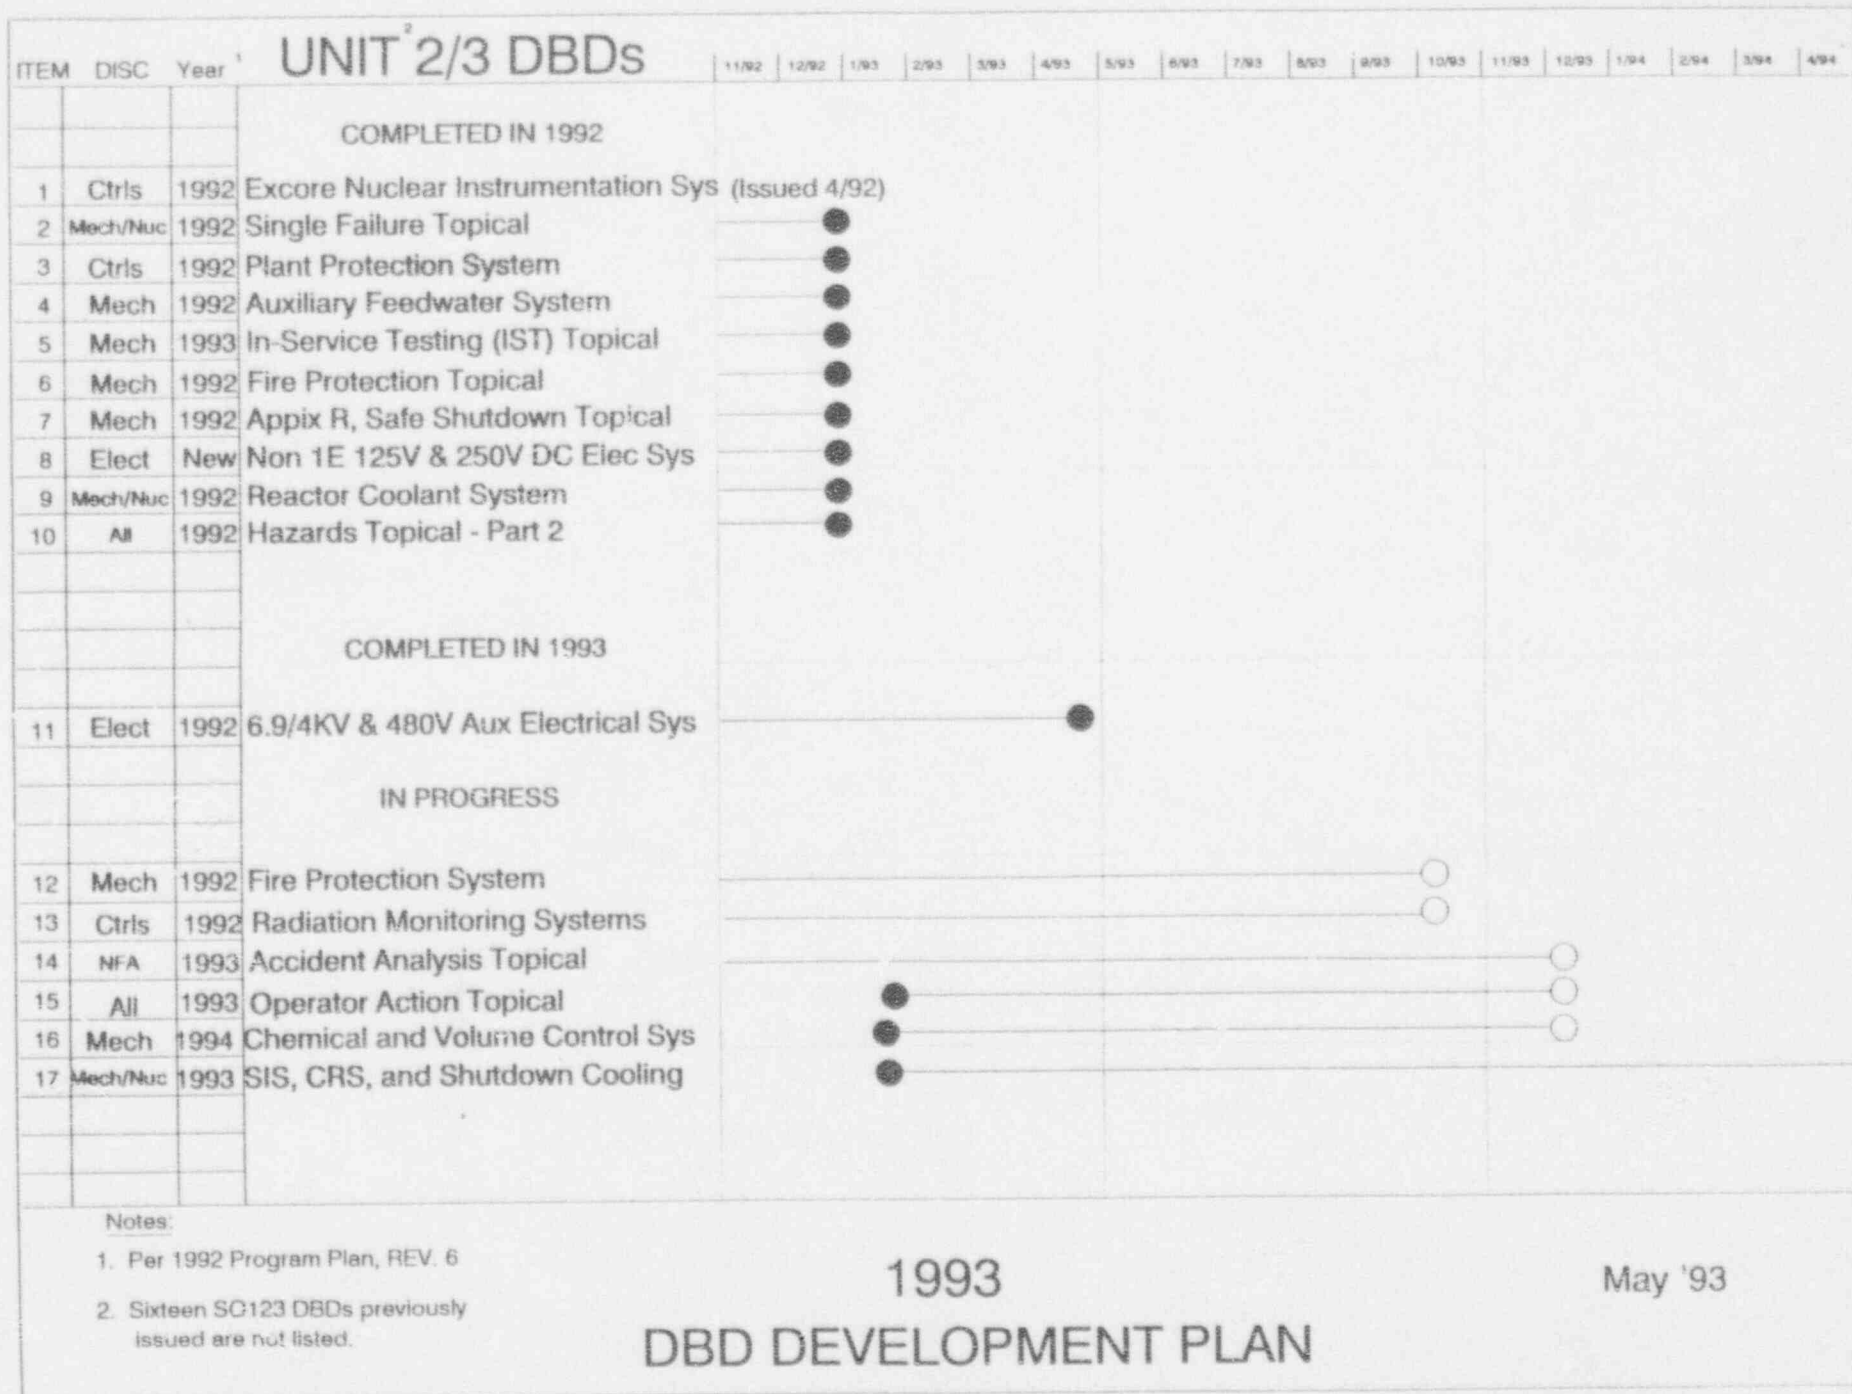 ITEM DISC Year 1 UNIT 2 2/3 DBDs 11/92 12/92 1/93 2/93 3/93 4/93 5/93 6/93 7/93 8/93 9/93 10/93 11/93 12/93 1/94 2/94 3/94 4/94
COMPLETED IN 1992
1 Ctrls 1992 Excore Nuclear Instrumentation Sys (Issued 4/92)
2 Mech/Nuc 1992 Single Failure Topical
3 Ctrls 1992 Plant Protection System
4 Mech 1992 Auxiliary Feedwater System
5 Mech 1993 In-Service Testing (IST) Topical
6 Mech 1992 Fire Protection Topical
7 Mech 1992 Appix R, Safe Shutdown Topical
8 Elect New Non 1E 125V & 250V DC Elec Sys
9 Mech/Nuc 1992 Reactor Coolant System
10 All 1992 Hazards Topical - Part 2
COMPLETED IN 1993
11 Elect 1992 6.9/4KV & 480V Aux Electrical Sys
IN PROGRESS
12 Mech 1992 Fire Protection System
13 Ctrls 1992 Radiation Monitoring Systems
14 NFA 1993 Accident Analysis Topical
15 All 1993 Operator Action Topical
16 Mech 1994 Chemical and Volume Control Sys
17 Mech/Nuc 1993 SIS, CRS, and Shutdown Cooling
Notes:
1. Per 1992 Program Plan, REV. 6
2. Sixteen SO123 DBDs previously
issued are not listed.
1993
DBD DEVELOPMENT PLAN
May '93